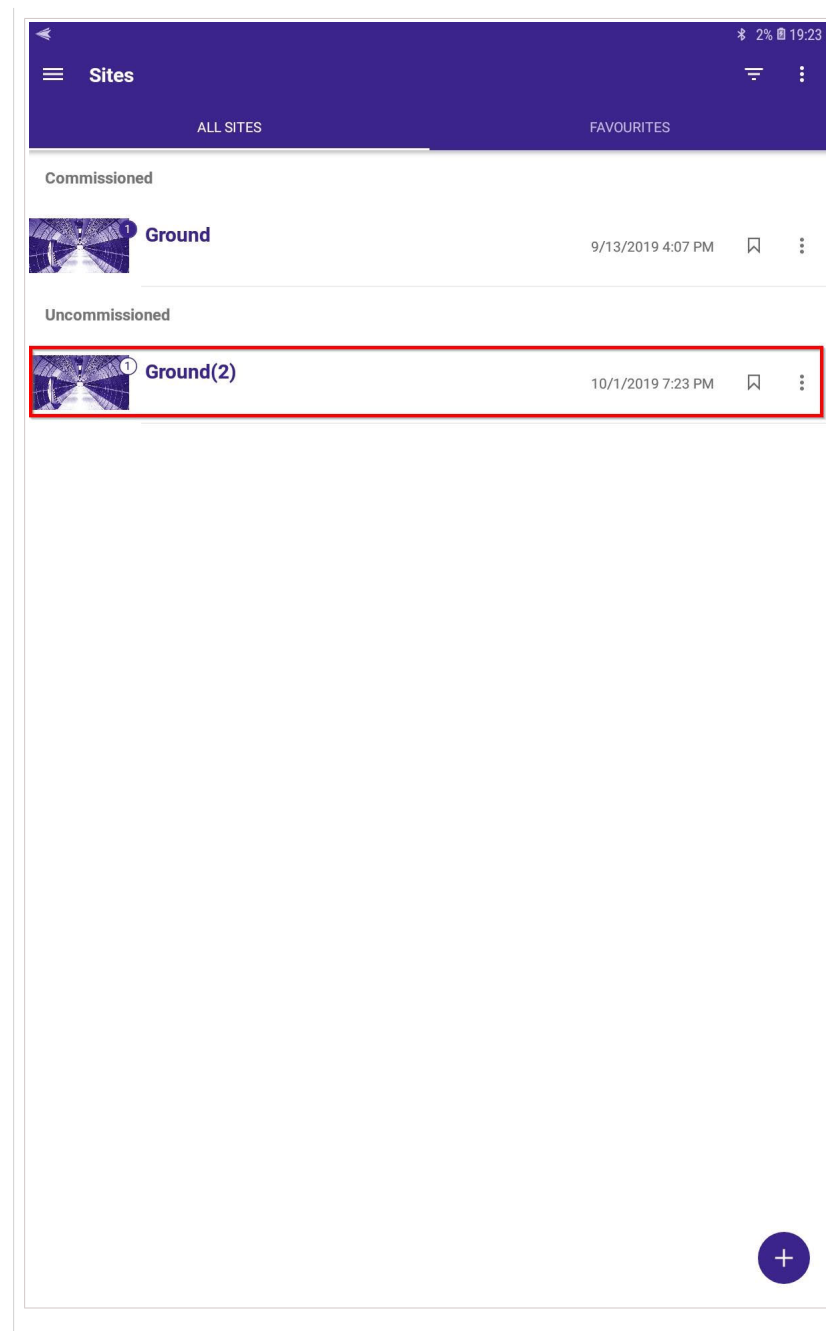 2% 19:23
Sites
ALL SITES FAVOURITES
Commissioned
1 Ground 9/13/2019 4:07 PM
Uncommissioned
1 Ground(2) 10/1/2019 7:23 PM